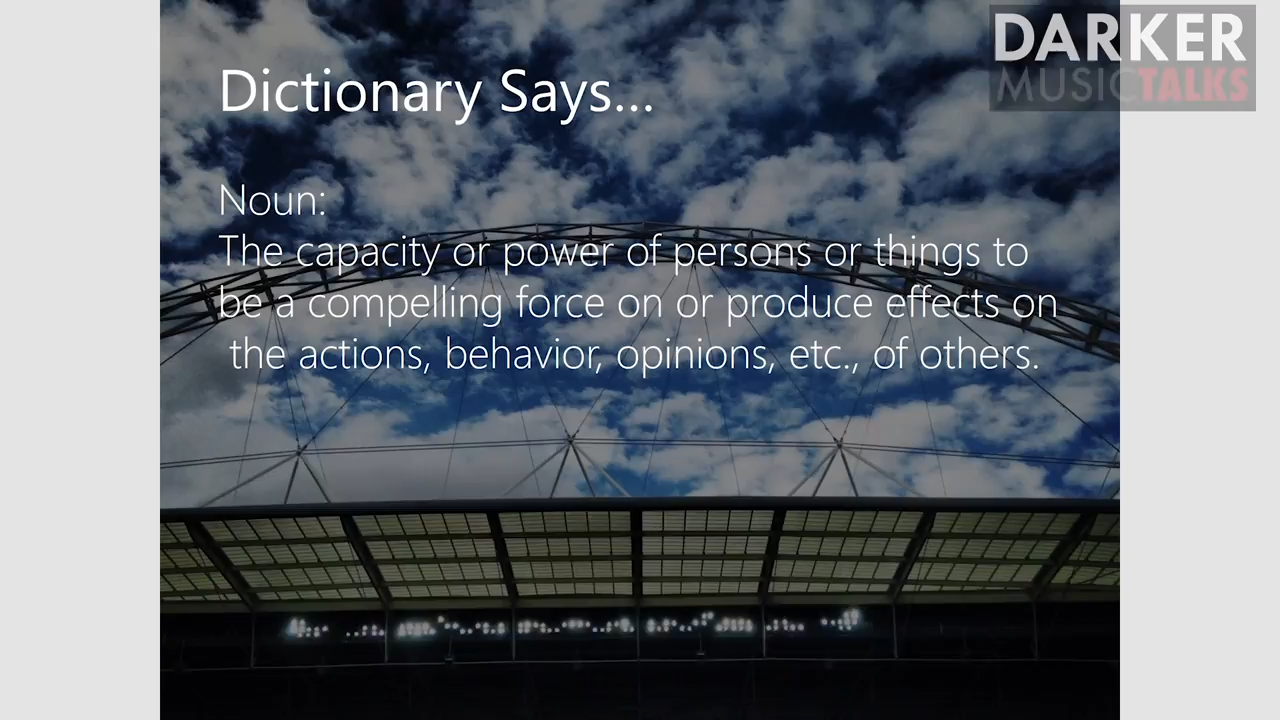 DARKER
MUSICTALKS
Dictionary Says...
Noun:
The capacity or power of persons or things to
be a compelling force on or produce effects on
the actions, behavior, opinions, etc., of others.